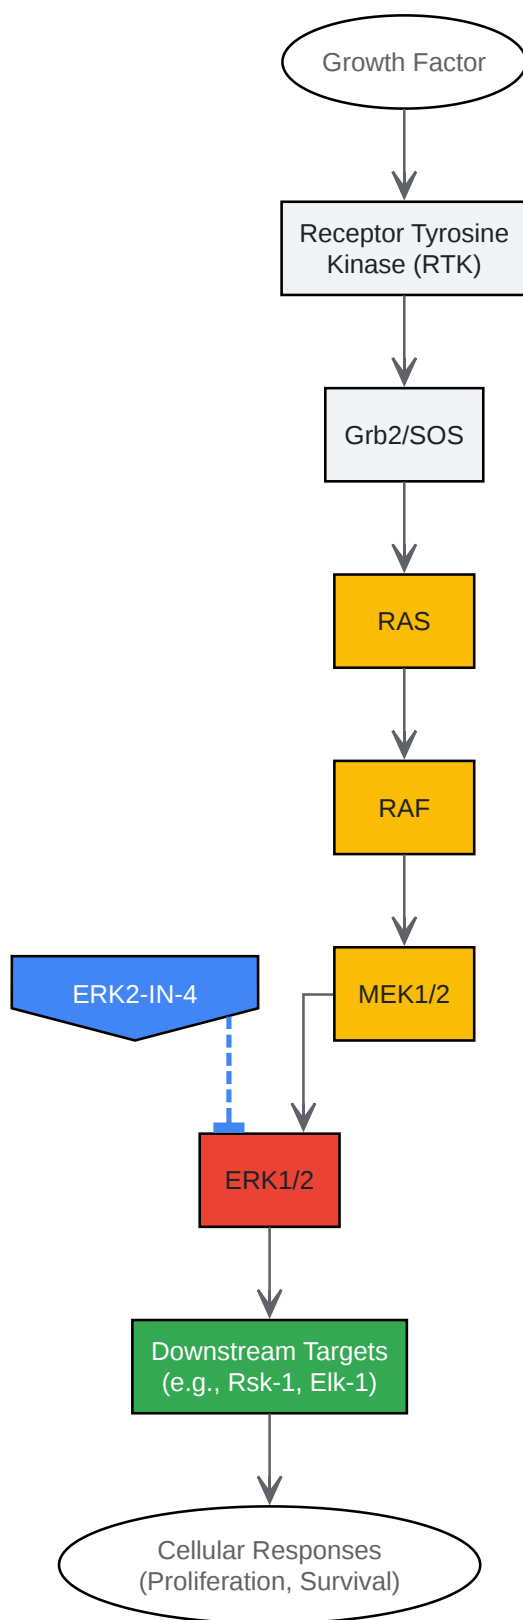 Growth Factor
Receptor Tyrosine
Kinase (RTK)
Grb2/SOS
RAS
RAF
ERK2-IN-4
MEK1/2
ERK1/2
Downstream Targets
(e.g., Rsk-1, Elk-1)
Cellular Responses
(Proliferation, Survival)